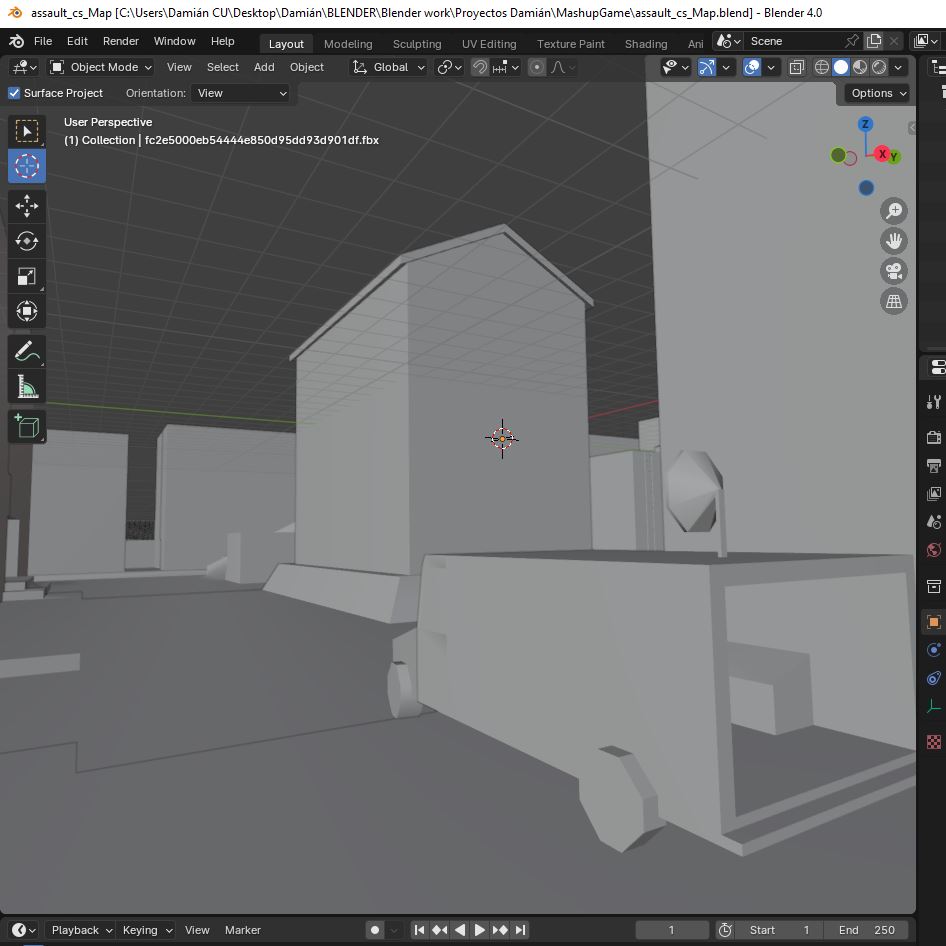 assault_cs_Map [C:\Users\Damián CU\Desktop\Damián\BLENDER\Blender work\Proyectos Damián\MashupGame\assault_cs_Map.blend] - Blender 4.0
File Edit Render Window Help Layout Modeling Sculpting UV Editing Texture Paint Shading Ani Scene
Object Mode View Select Add Object Global
Surface Project Orientation: View Options
User Perspective
(1) Collection | fc2e5000eb54444e850d95dd93d901df.fbx
Z
X Y
Playback Keying View Marker 1 Start 1 End 250